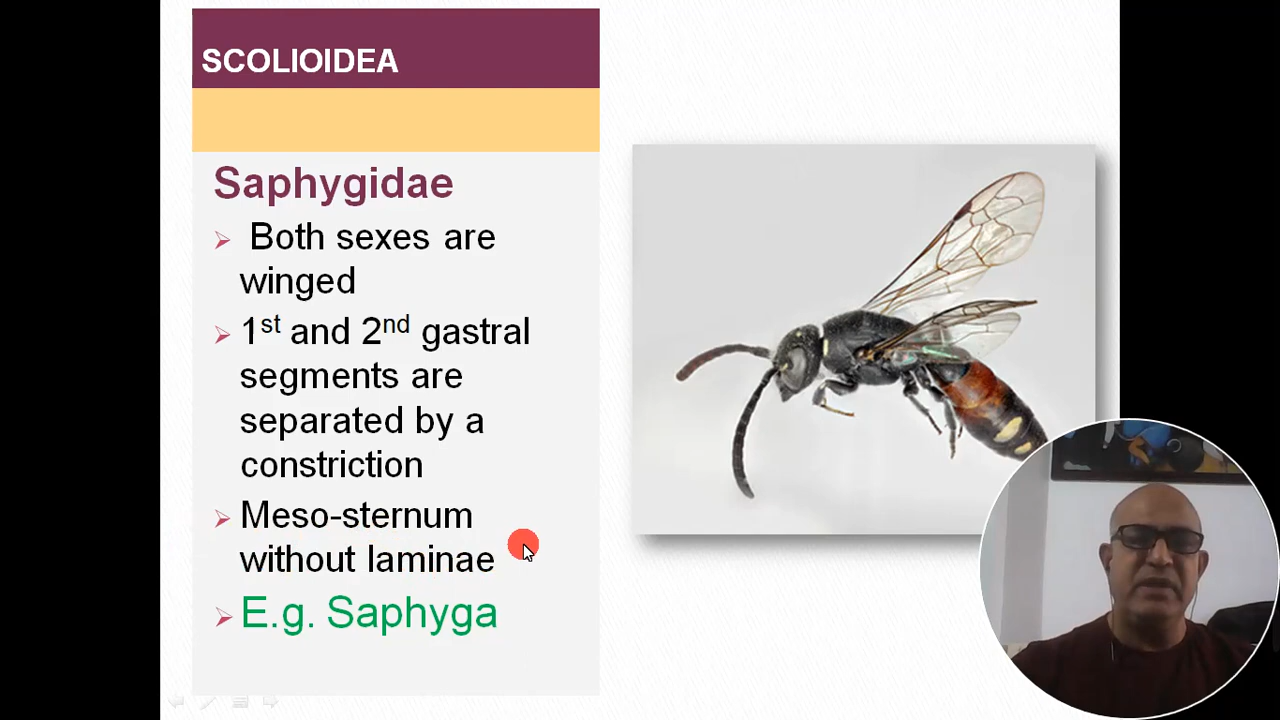 SCOLIOIDEA
Saphygidae
Both sexes are
winged
1st and 2nd gastral
segments are
separated by a
constriction
Meso-sternum
without laminae
E.g. Saphyga